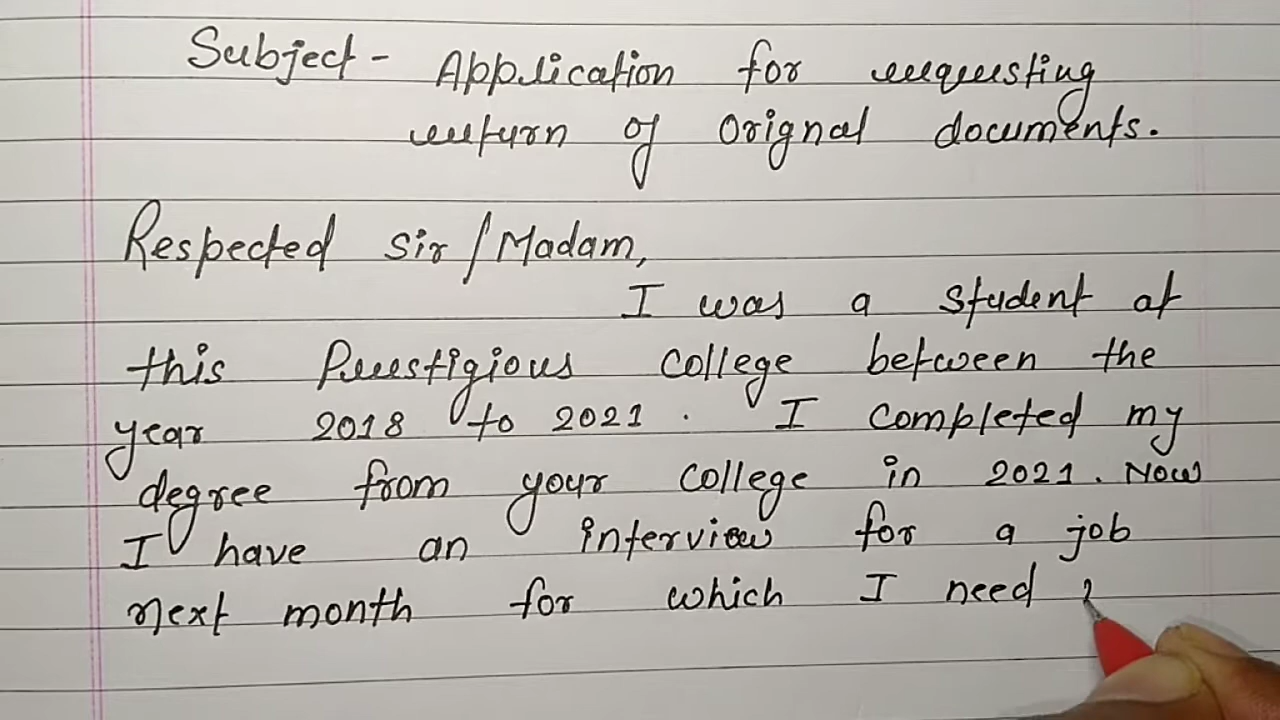 Subject - Application for requesting
return of Orignal documents.
Respected Sir/Madam,
I was a student at
this Prestigious College between the
year 2018 to 2021. I completed my
degree from your college in 2021. Now
I have an interview for a job
next month for which I need